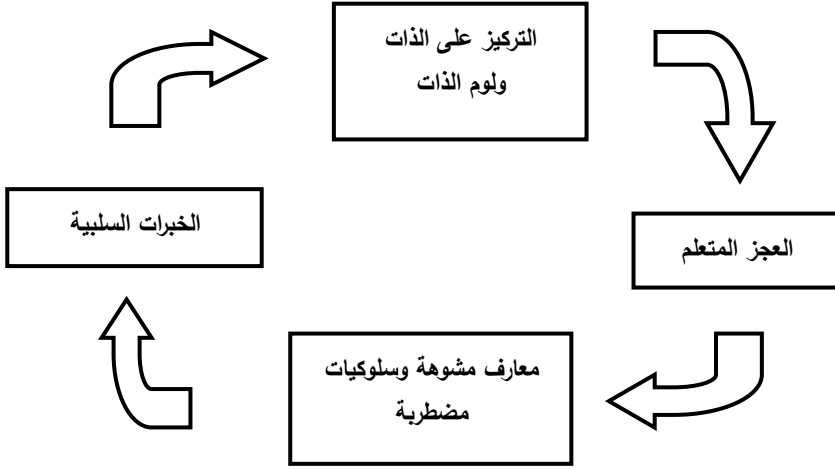 التركيز على الذات
ولوم الذات
العجز المتعلم
معارف مشوهة وسلوكيات
مضطربة
الخبرات السلبية